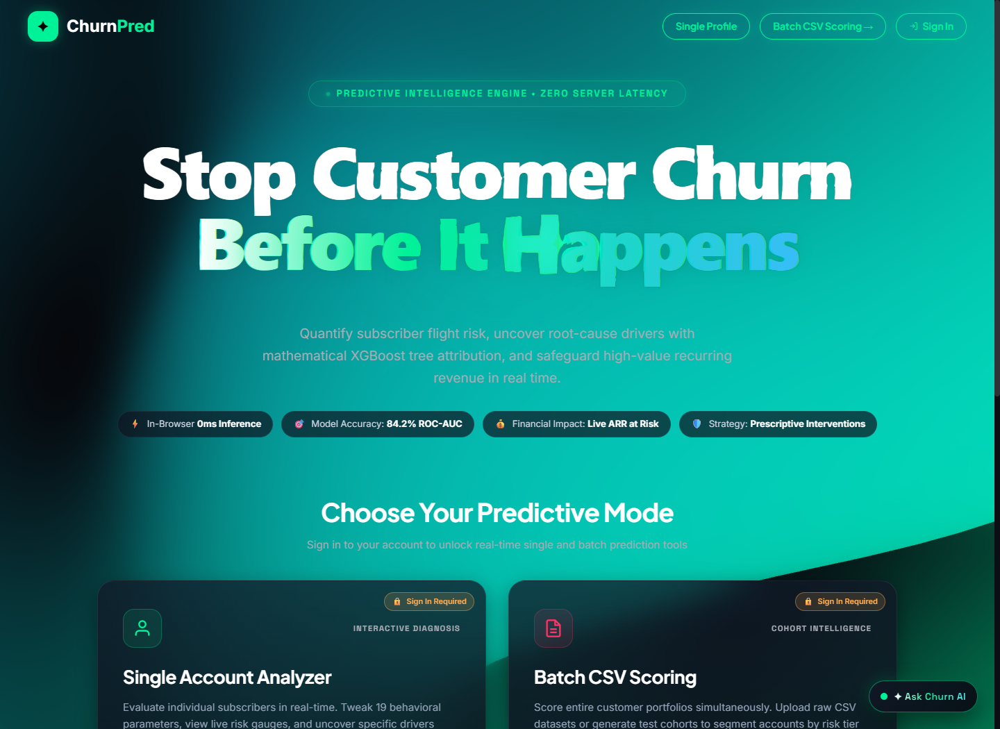 ✦ ChurnPred
Single Profile
Batch CSV Scoring →
Sign In
PREDICTIVE INTELLIGENCE ENGINE • ZERO SERVER LATENCY
Stop Customer Churn
Before It Happens
Quantify subscriber flight risk, uncover root-cause drivers with
mathematical XGBoost tree attribution, and safeguard high-value recurring
revenue in real time.
In-Browser 0ms Inference
Model Accuracy: 84.2% ROC-AUC
Financial Impact: Live ARR at Risk
Strategy: Prescriptive Interventions
Choose Your Predictive Mode
Sign in to your account to unlock real-time single and batch prediction tools
Sign In Required
INTERACTIVE DIAGNOSIS
Single Account Analyzer
Evaluate individual subscribers in real-time. Tweak 19 behavioral
parameters, view live risk gauges, and uncover specific drivers
Sign In Required
COHORT INTELLIGENCE
Batch CSV Scoring
Score entire customer portfolios simultaneously. Upload raw CSV
datasets or generate test cohorts to segment accounts by risk tier
✦ Ask Churn AI